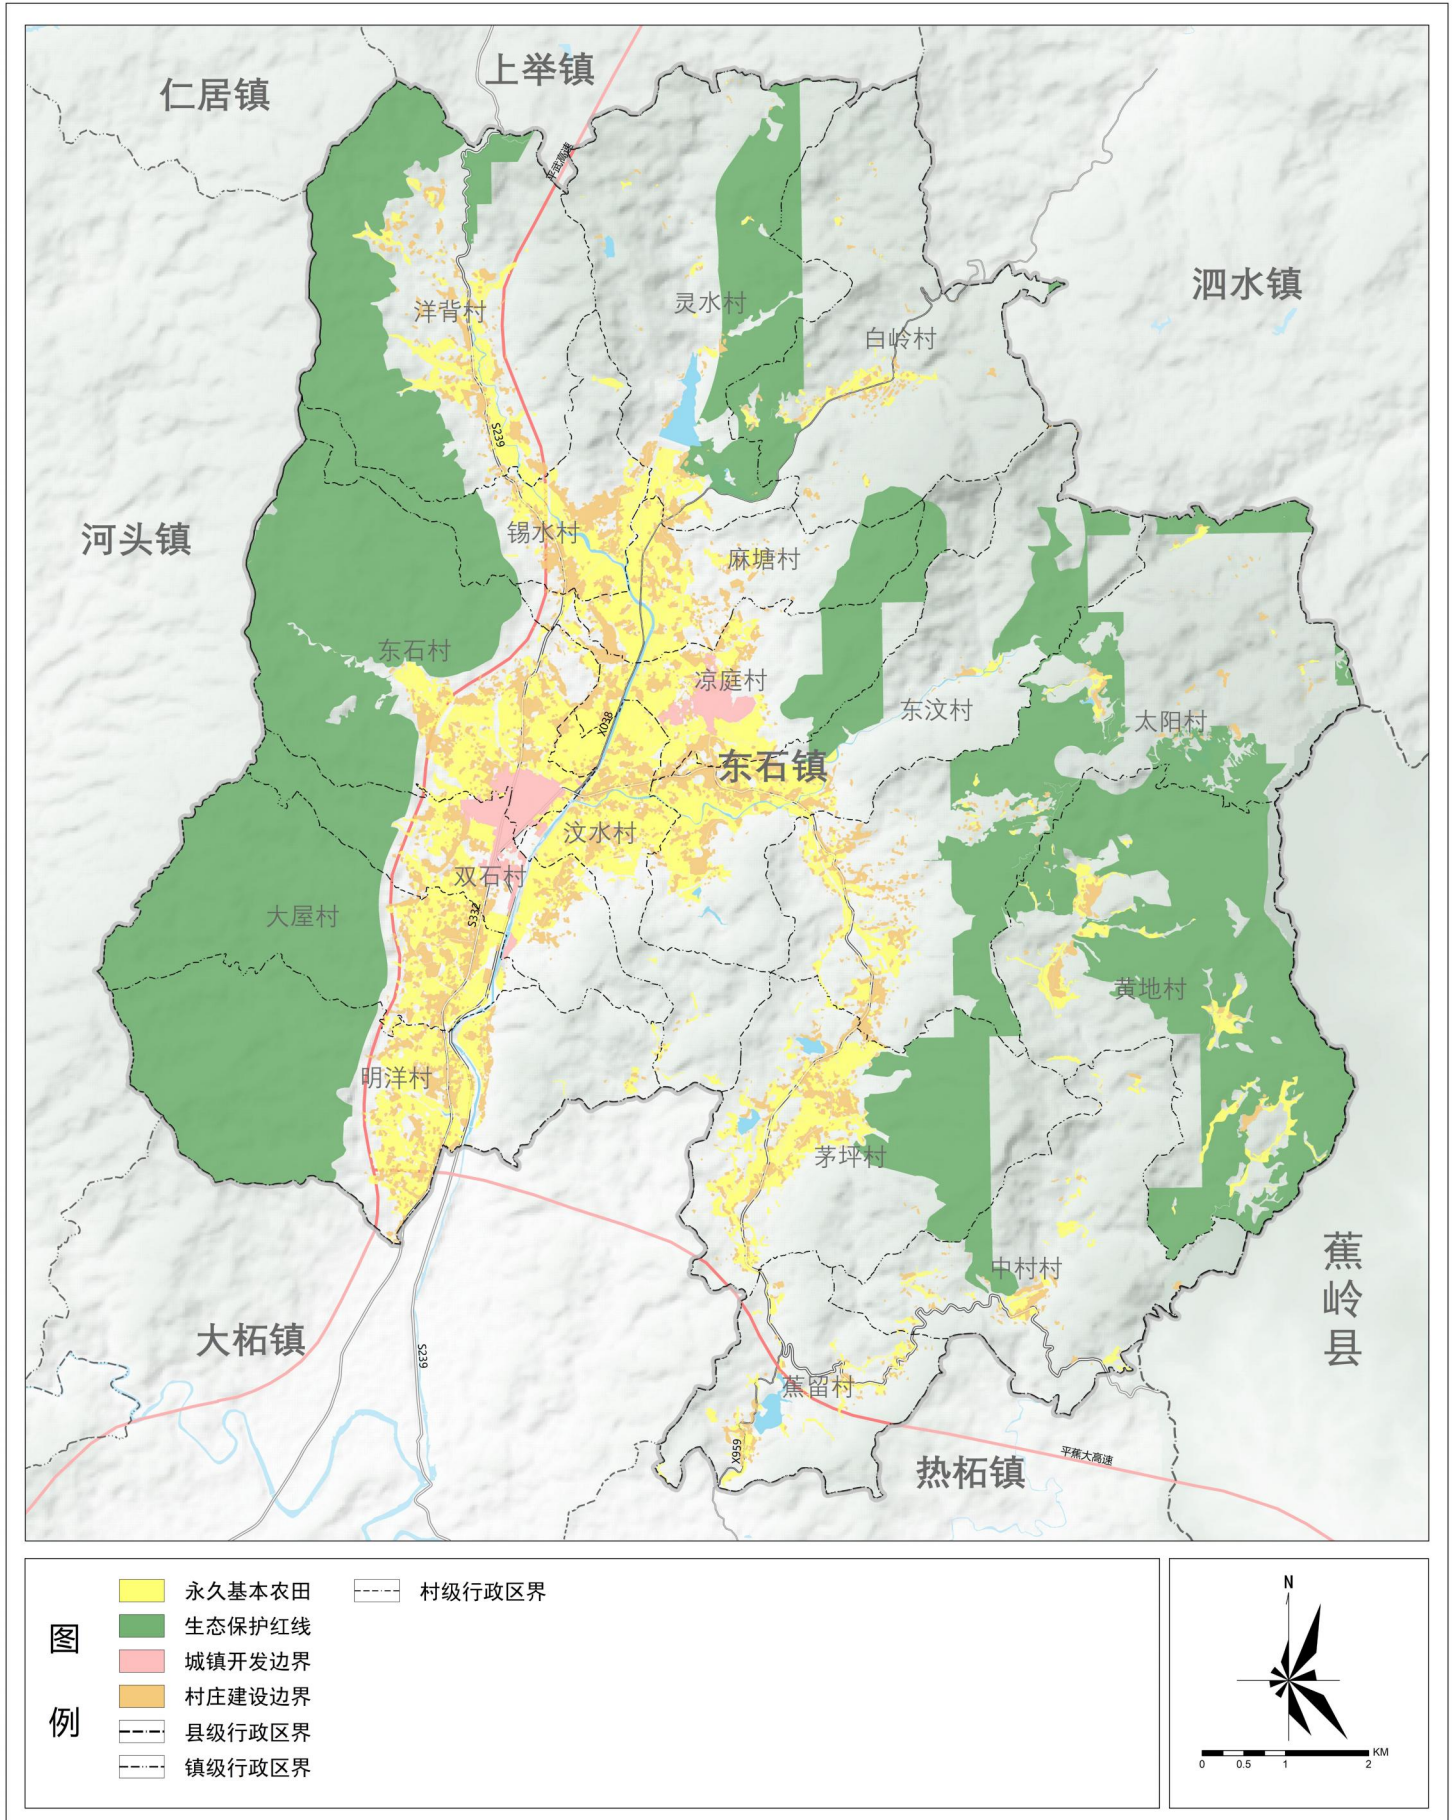 上举镇
仁居镇
平武高速
泗水镇
灵水村
洋背村
白岭村
S239
锡水村
河头镇
麻塘村
东石村
凉庭村
东汶村
太阳村
X038
东石镇
汶水村
双石村
大屋村
S332
黄地村
明洋村
茅坪村
中村村
蕉岭县
大柘镇
S239
蕉留村
X959
平蕉大高速
热柘镇
图例
永久基本农田
村级行政区界
生态保护红线
城镇开发边界
村庄建设边界
县级行政区界
镇级行政区界
N
KM
0 0.5 1 2